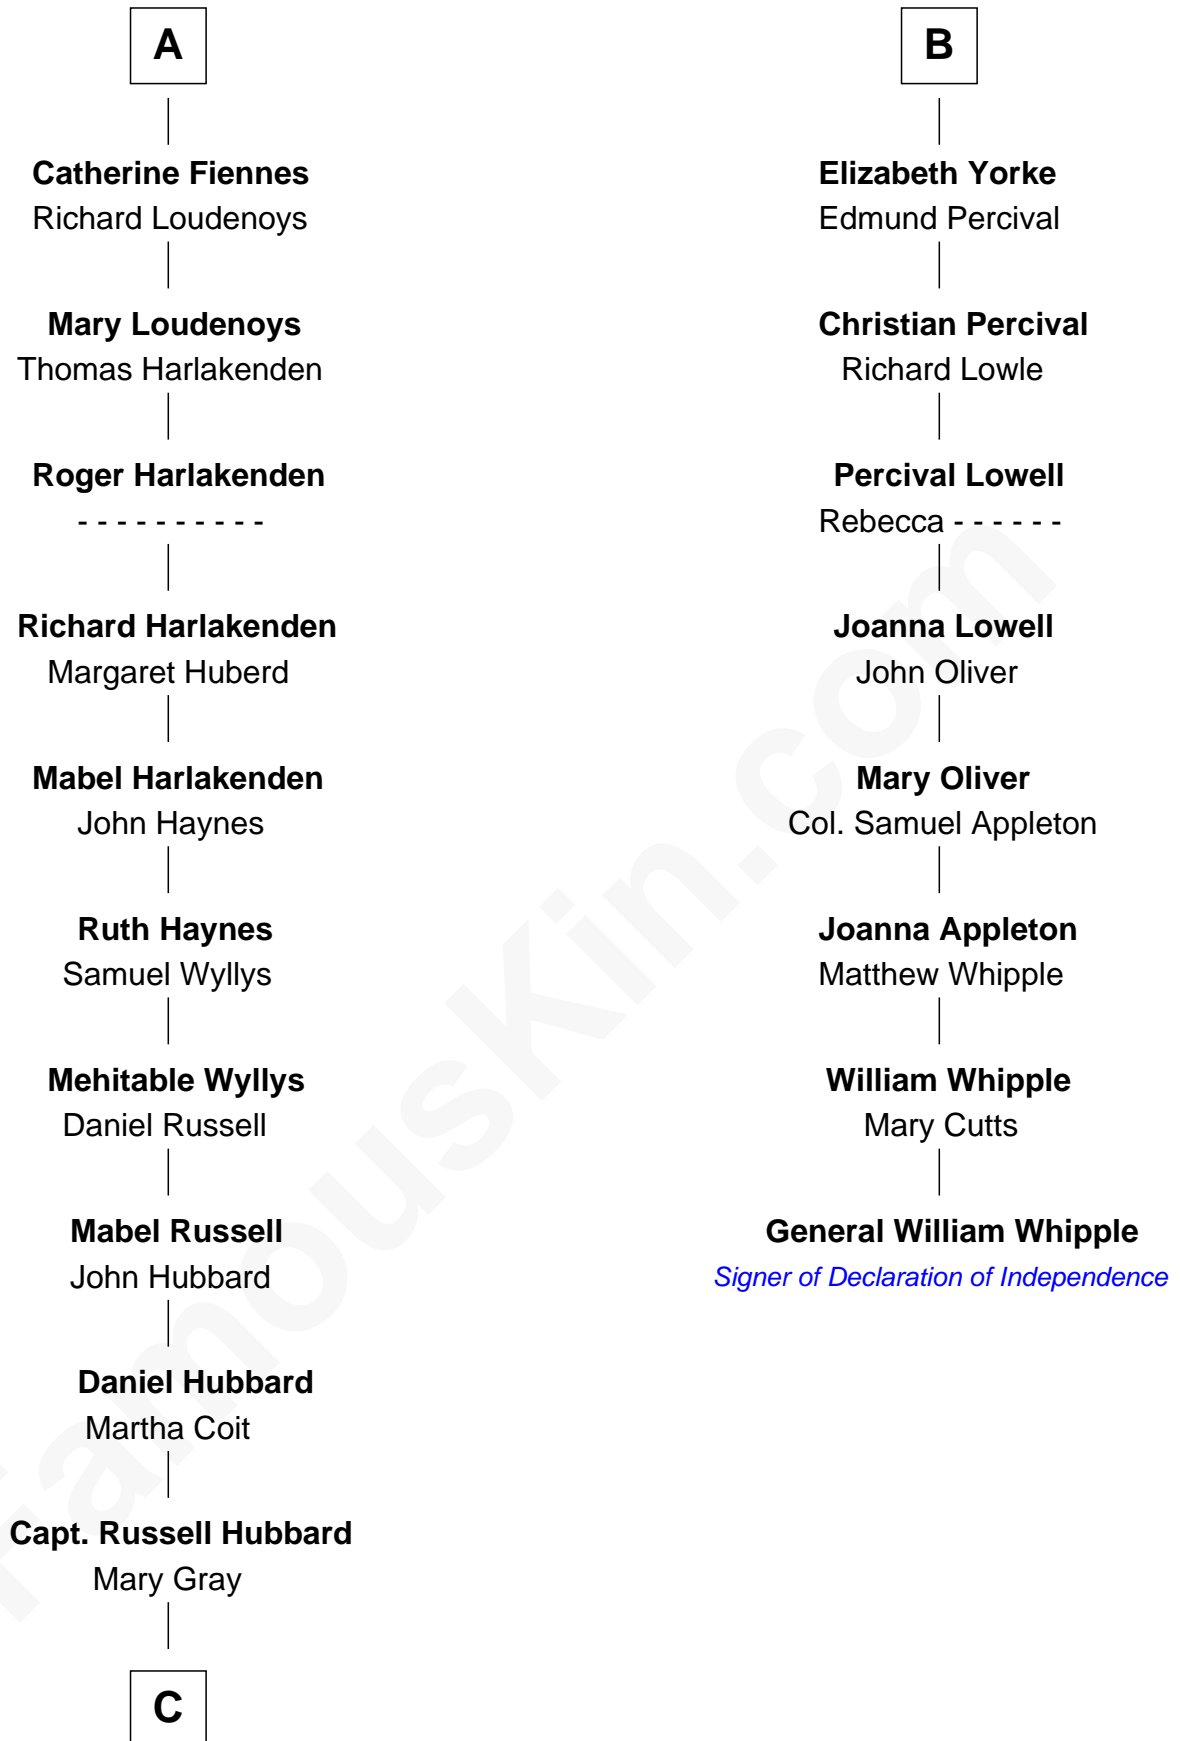 A
Catherine Fiennes
Richard Loudenoys
Mary Loudenoys
Thomas Harlakenden
Roger Harlakenden
- - - - - - - - - -
Richard Harlakenden
Margaret Huberd
Mabel Harlakenden
John Haynes
Ruth Haynes
Samuel Wyllys
Mehitable Wyllys
Daniel Russell
Mabel Russell
John Hubbard
Daniel Hubbard
Martha Coit
Capt. Russell Hubbard
Mary Gray
C
B
Elizabeth Yorke
Edmund Percival
Christian Percival
Richard Lowle
Percival Lowell
Rebecca - - - - - -
Joanna Lowell
John Oliver
Mary Oliver
Col. Samuel Appleton
Joanna Appleton
Matthew Whipple
William Whipple
Mary Cutts
General William Whipple
Signer of Declaration of Independence
FamousKin.com